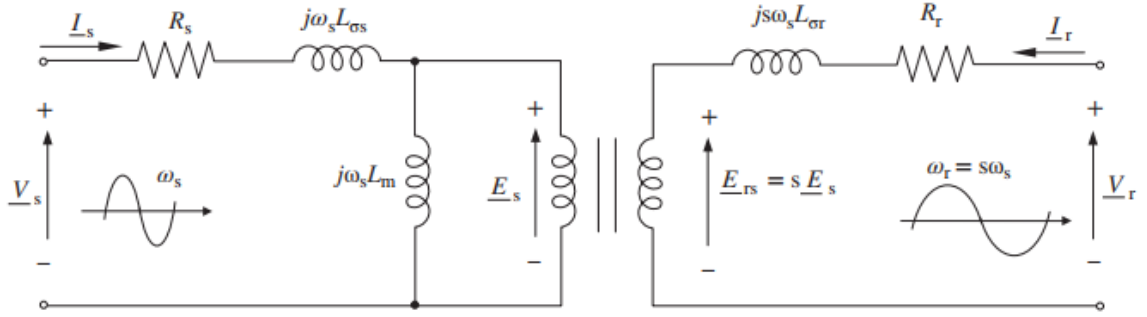 I_s
R_s
jω_sL_σs
jsω_sL_σr
R_r
I_r
+
+
+
+
V_s
ω_s
jω_sL_m
E_s
E_rs = s E_s
ω_r = sω_s
V_r
−
−
−
−